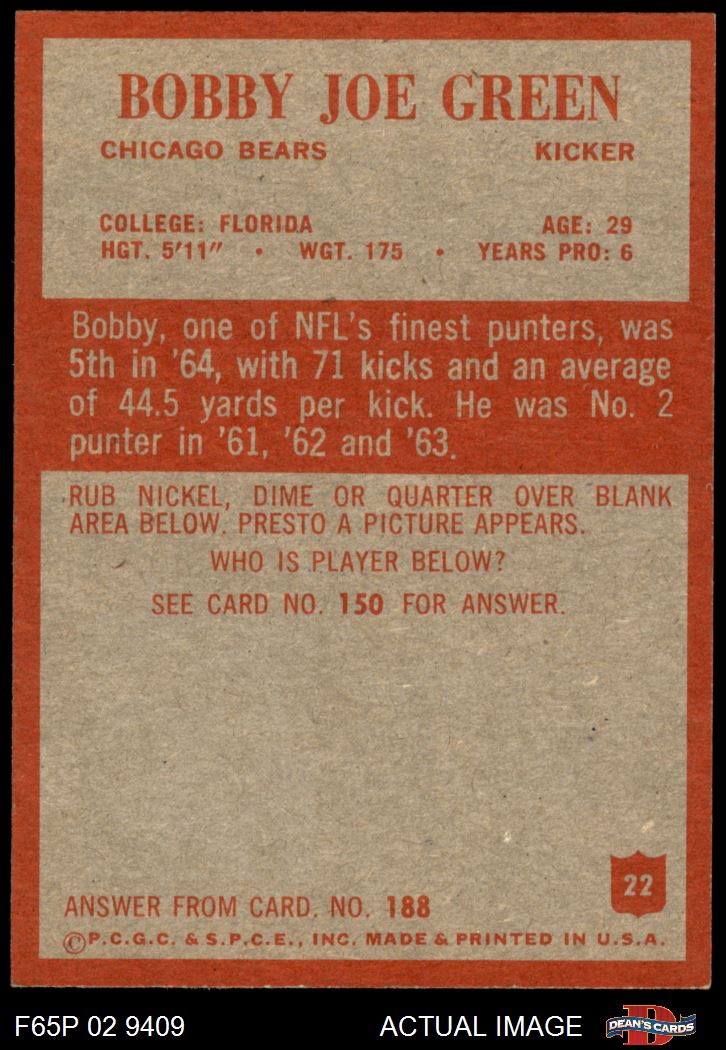 BOBBY JOE GREEN
CHICAGO BEARS KICKER
COLLEGE: FLORIDA AGE: 29
HGT. 5'11" • WGT. 175 • YEARS PRO: 6
Bobby, one of NFL's finest punters, was
5th in '64, with 71 kicks and an average
of 44.5 yards per kick. He was No. 2
punter in '61, '62 and '63.
RUB NICKEL, DIME OR QUARTER OVER BLANK
AREA BELOW. PRESTO A PICTURE APPEARS.
WHO IS PLAYER BELOW?
SEE CARD NO. 150 FOR ANSWER.
22
ANSWER FROM CARD. NO. 188
©P.C.G.C. & S.P.C.E., INC. MADE & PRINTED IN U.S.A.
F65P 02 9409 ACTUAL IMAGE
D
DEAN'S CARDS